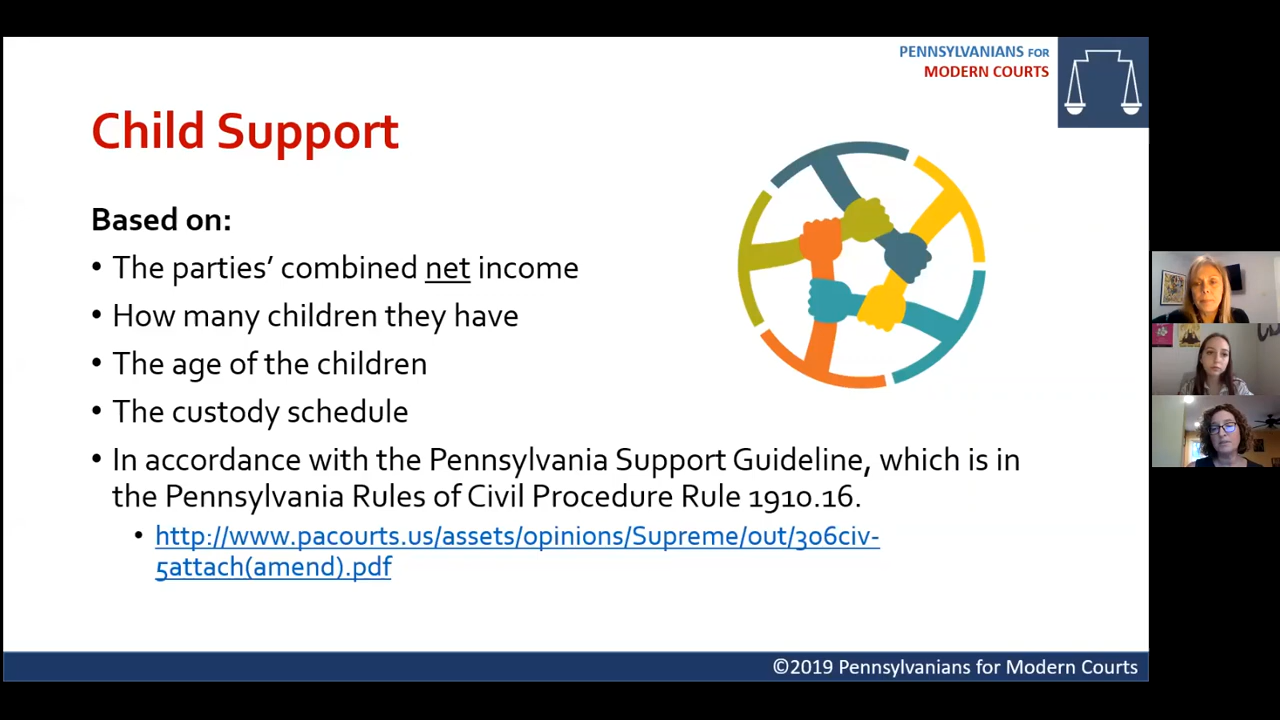 PENNSYLVANIANS FOR
MODERN COURTS
Child Support
Based on:
• The parties’ combined net income
• How many children they have
• The age of the children
• The custody schedule
• In accordance with the Pennsylvania Support Guideline, which is in
the Pennsylvania Rules of Civil Procedure Rule 1910.16.
• http://www.pacourts.us/assets/opinions/Supreme/out/306civ-
5attach(amend).pdf
©2019 Pennsylvanians for Modern Courts